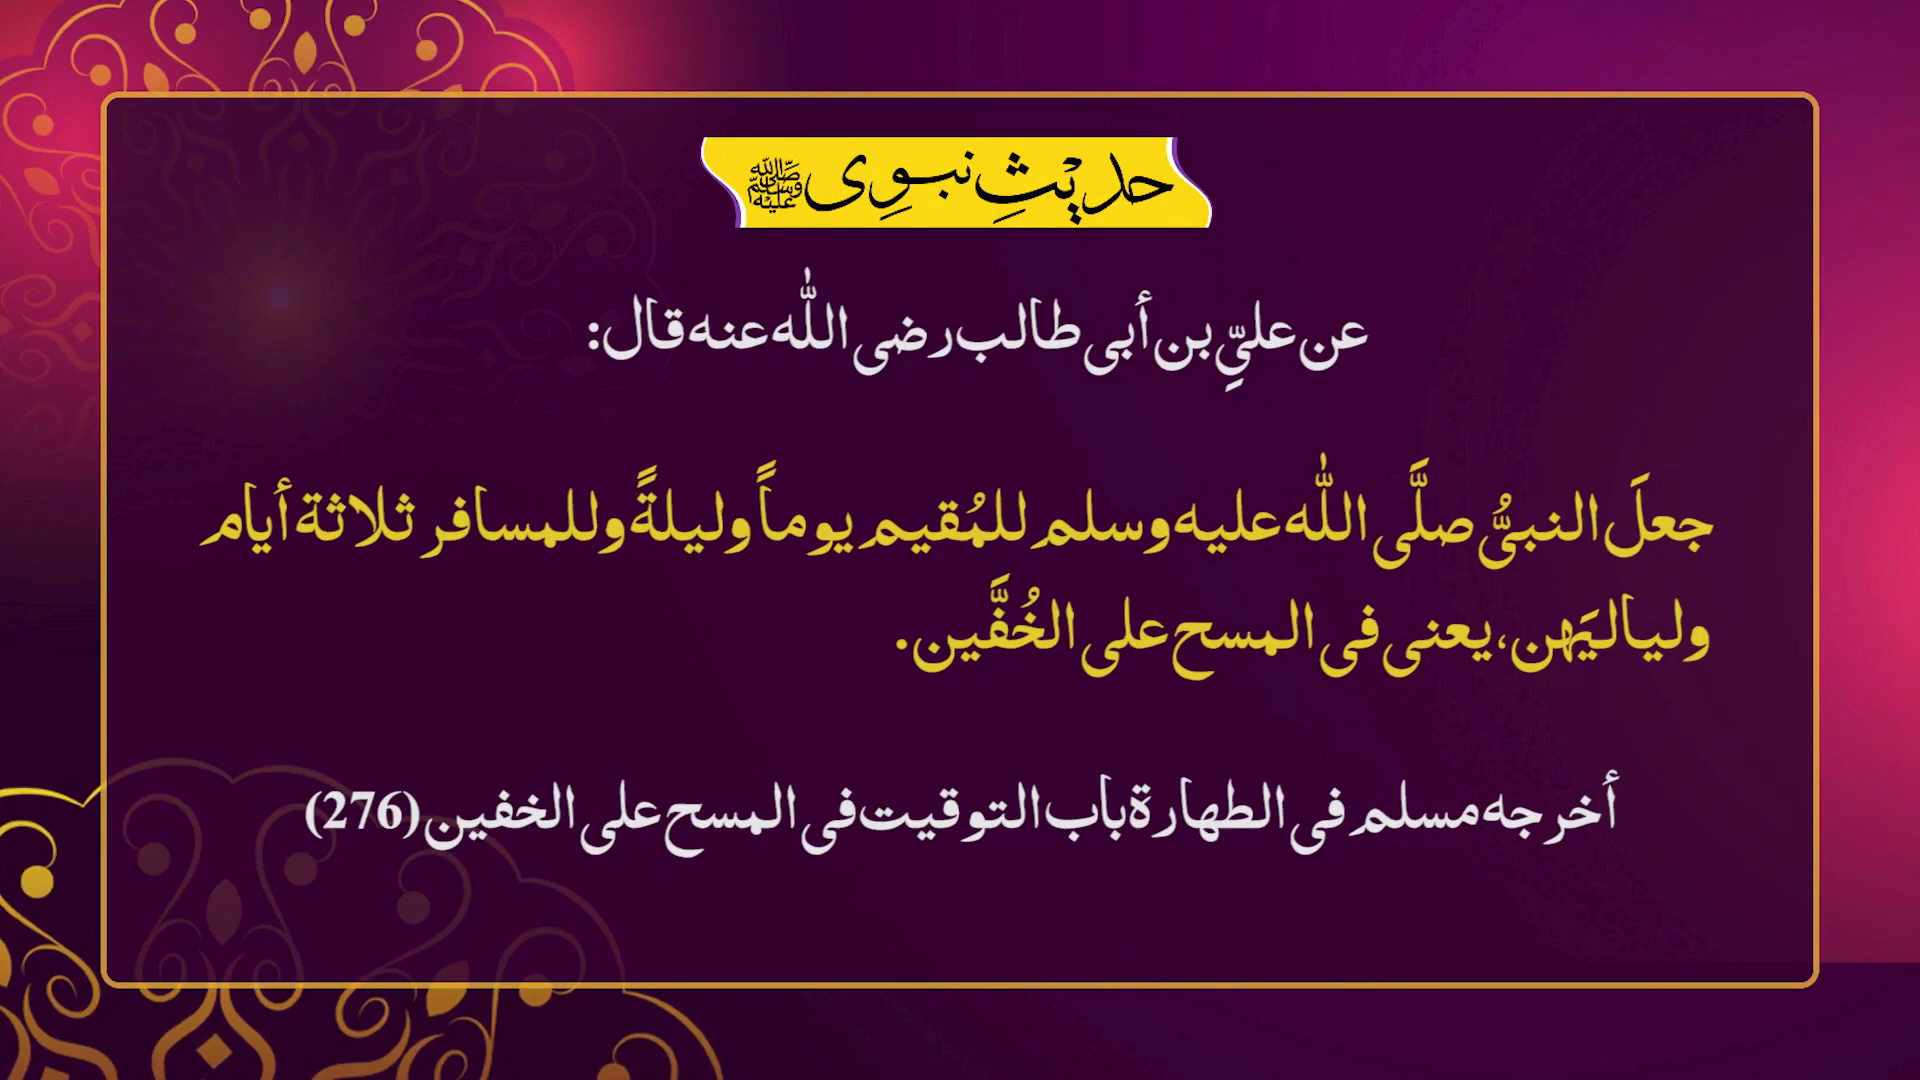 حدیثِ نبوِی ﷺ
عن علیِّ بن أبی طالب رضی اللّٰه عنه قال:
جعلَ النبیُّ صلَّی اللّٰه علیه وسلم للمُقیم یوماً ولیلةً وللمسافر ثلاثة أیام
ولیالیَهن، یعنی فی المسح علی الخُفَّین.
أخرجه مسلم فی الطهارة باب التوقیت فی المسح علی الخفین (276)